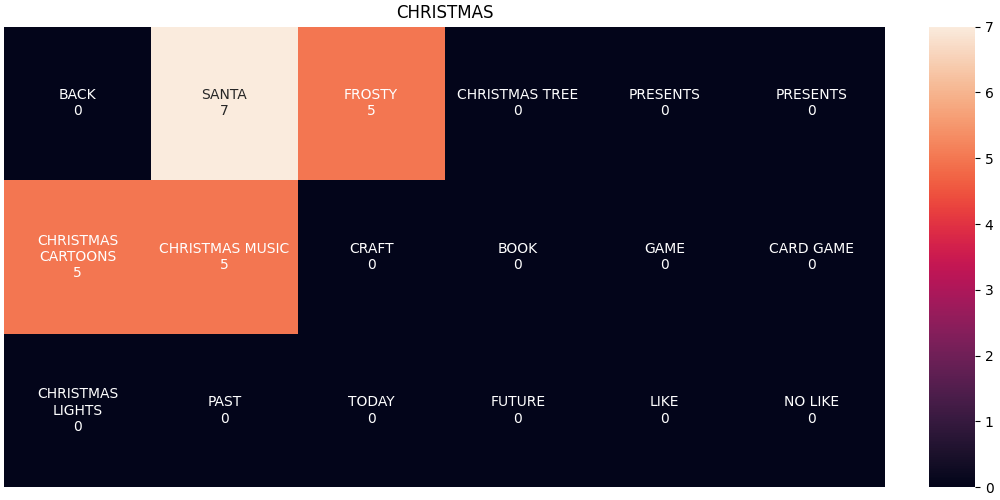 CHRISTMAS
BACK
0
SANTA
7
FROSTY
5
CHRISTMAS TREE
0
PRESENTS
0
PRESENTS
0
CHRISTMAS
CARTOONS
5
CHRISTMAS MUSIC
5
CRAFT
0
BOOK
0
GAME
0
CARD GAME
0
CHRISTMAS
LIGHTS
0
PAST
0
TODAY
0
FUTURE
0
LIKE
0
NO LIKE
0
7
6
5
4
3
2
1
0